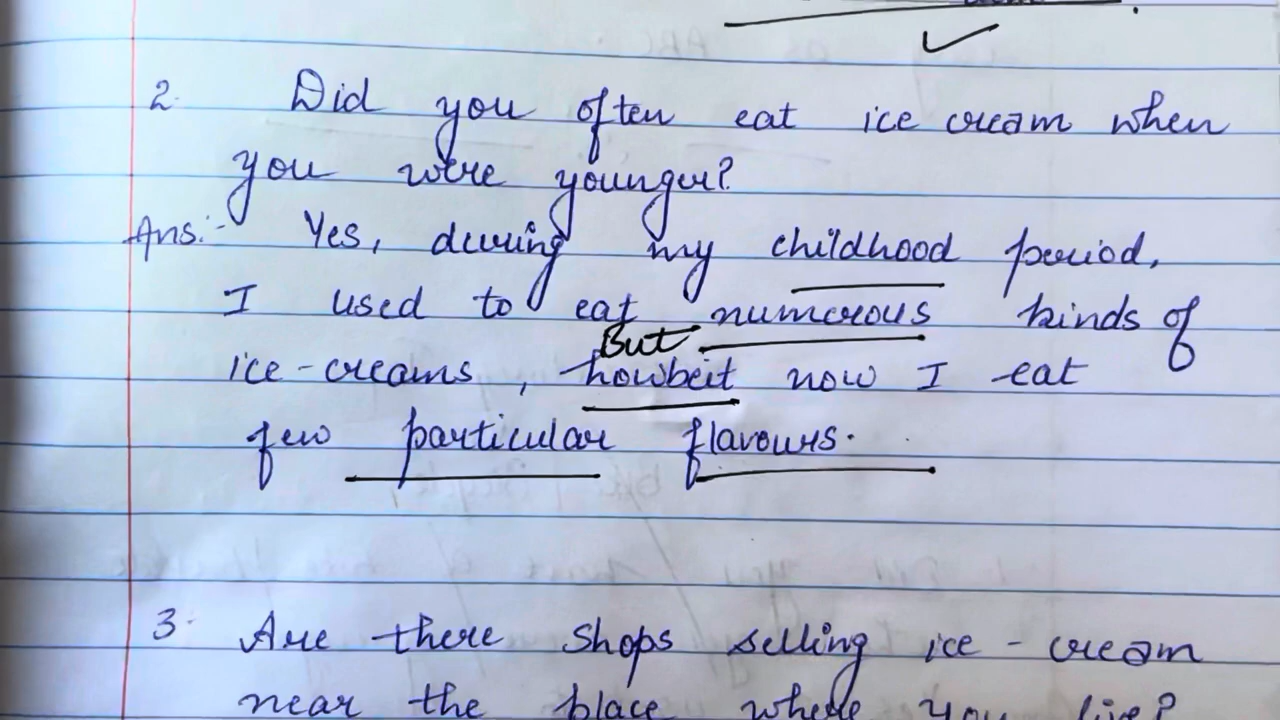 2. Did you often eat ice cream when
you were younger?
Ans:- Yes, during my childhood period,
I used to eat numerous kinds of
But
ice-creams, howbeit now I eat
few particular flavours.
3. Are there shops selling ice-cream
near the place where you live?